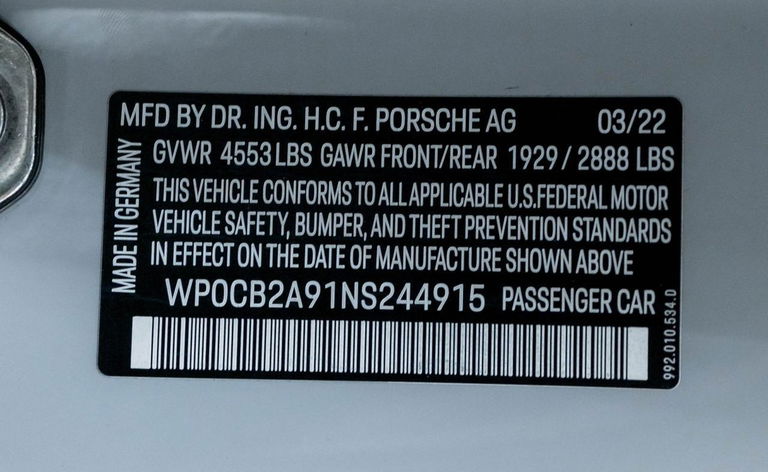 MFD BY DR. ING. H.C. F. PORSCHE AG 03/22
GVWR 4553 LBS GAWR FRONT/REAR 1929 / 2888 LBS
THIS VEHICLE CONFORMS TO ALL APPLICABLE U.S.FEDERAL MOTOR
VEHICLE SAFETY, BUMPER, AND THEFT PREVENTION STANDARDS
IN EFFECT ON THE DATE OF MANUFACTURE SHOWN ABOVE
WP0CB2A91NS244915 PASSENGER CAR
MADE IN GERMANY
992.010.534.D